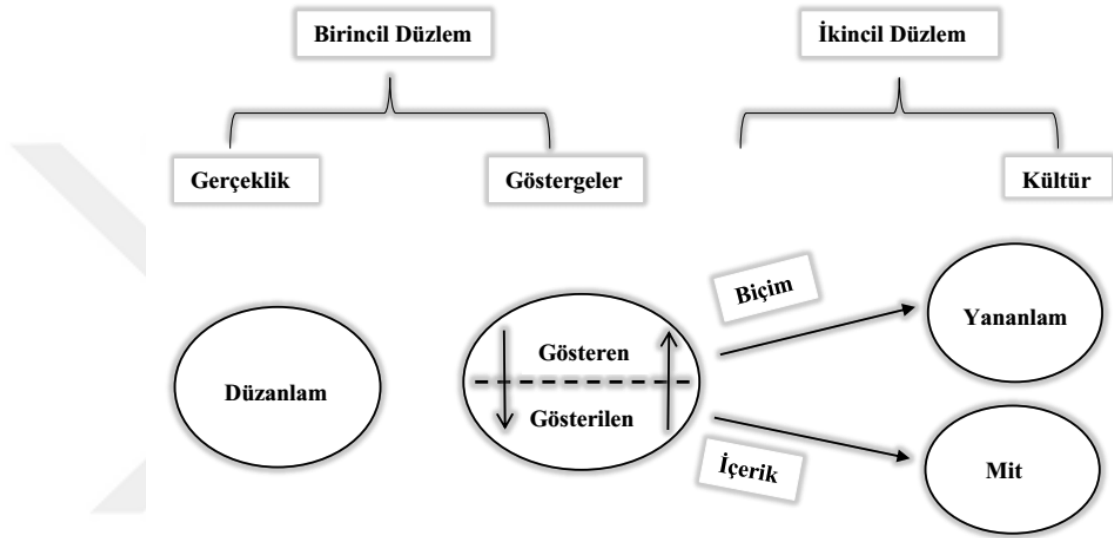 Birincil Düzlem
İkincil Düzlem
Gerçeklik
Göstergeler
Kültür
Biçim
Yananlam
Gösteren
Düzanlam
Gösterilen
İçerik
Mit